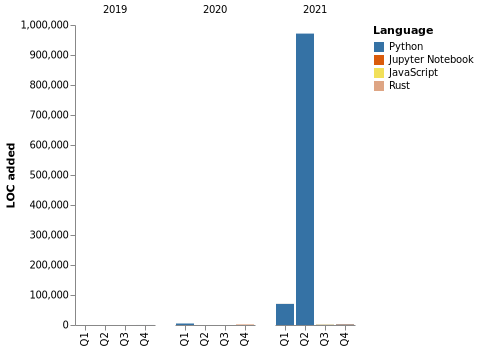 2019
2020
2021
Language
Python
Jupyter Notebook
JavaScript
Rust
LOC added
1,000,000
900,000
800,000
700,000
600,000
500,000
400,000
300,000
200,000
100,000
0
Q1 Q2 Q3 Q4
Q1 Q2 Q3 Q4
Q1 Q2 Q3 Q4